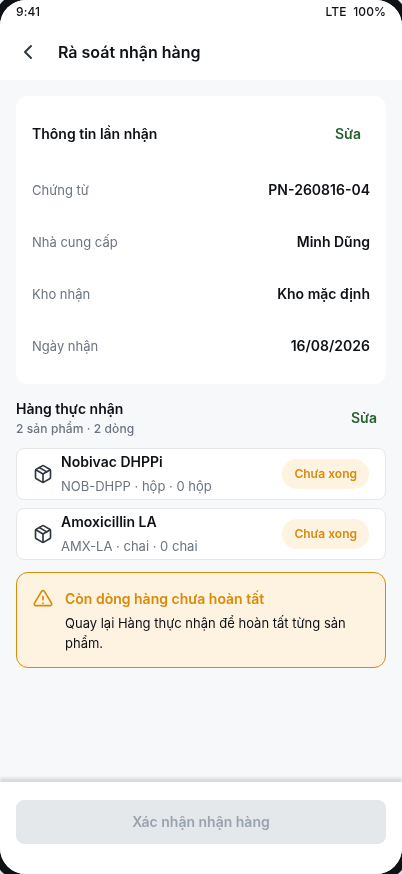 9:41
LTE 100%
Rà soát nhận hàng
Thông tin lần nhận
Sửa
Chứng từ
PN-260816-04
Nhà cung cấp
Minh Dũng
Kho nhận
Kho mặc định
Ngày nhận
16/08/2026
Hàng thực nhận
2 sản phẩm · 2 dòng
Sửa
Nobivac DHPPi
NOB-DHPP · hộp · 0 hộp
Chưa xong
Amoxicillin LA
AMX-LA · chai · 0 chai
Chưa xong
Còn dòng hàng chưa hoàn tất
Quay lại Hàng thực nhận để hoàn tất từng sản
phẩm.
Xác nhận nhận hàng